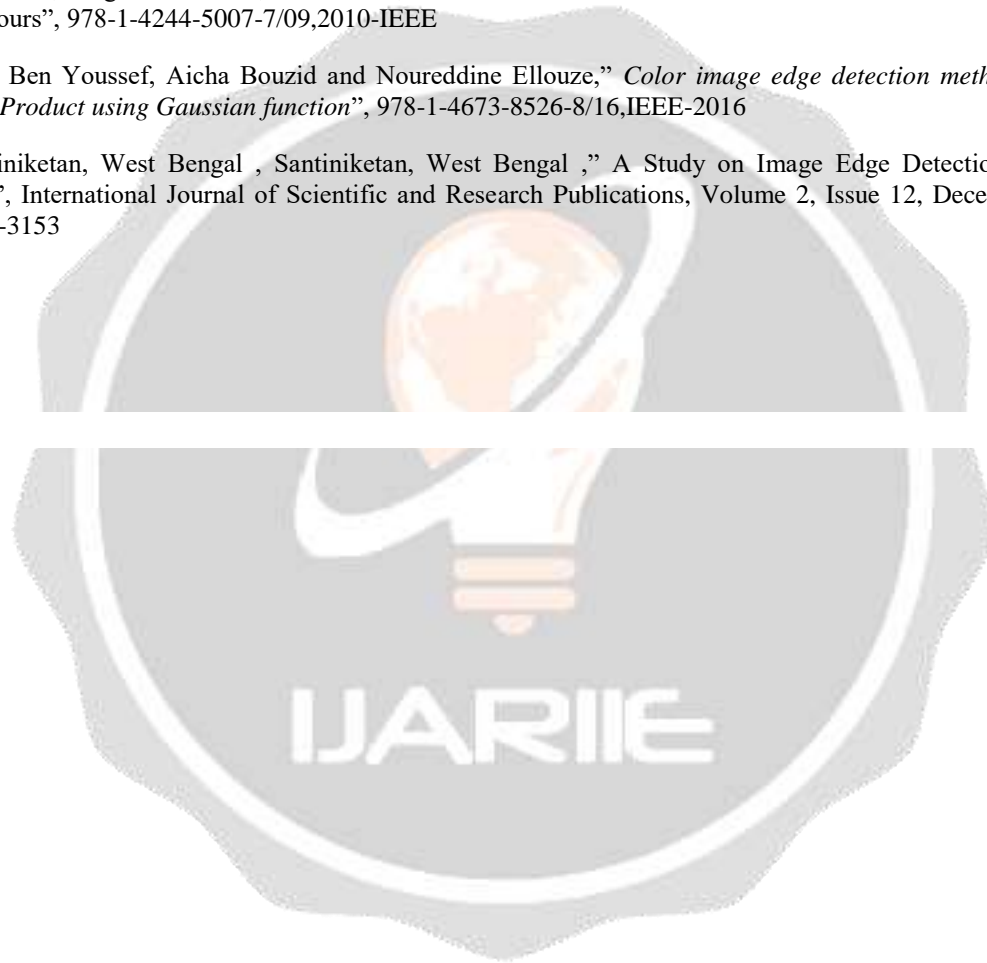 ours”, 978-1-4244-5007-7/09,2010-IEEE
Ben Youssef, Aicha Bouzid and Noureddine Ellouze,” Color image edge detection meth
Product using Gaussian function”, 978-1-4673-8526-8/16,IEEE-2016
iniketan, West Bengal , Santiniketan, West Bengal ,” A Study on Image Edge Detectio
”, International Journal of Scientific and Research Publications, Volume 2, Issue 12, Dece
-3153
IJARIIE